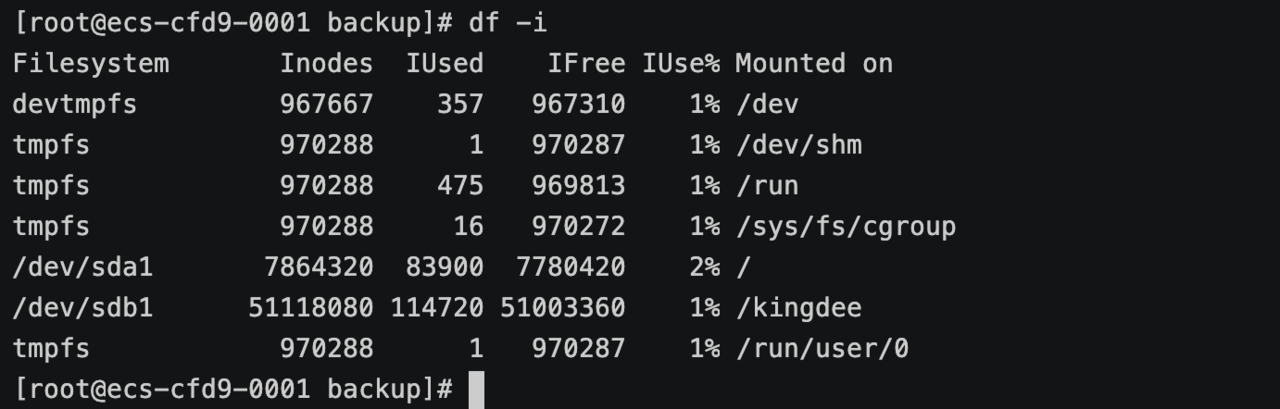 [root@ecs-cfd9-0001 backup]# df -i
Filesystem       Inodes  IUsed    IFree IUse% Mounted on
devtmpfs         967667    357   967310    1% /dev
tmpfs            970288      1   970287    1% /dev/shm
tmpfs            970288    475   969813    1% /run
tmpfs            970288     16   970272    1% /sys/fs/cgroup
/dev/sda1       7864320  83900  7780420    2% /
/dev/sdb1      51118080 114720 51003360    1% /kingdee
tmpfs            970288      1   970287    1% /run/user/0
[root@ecs-cfd9-0001 backup]#